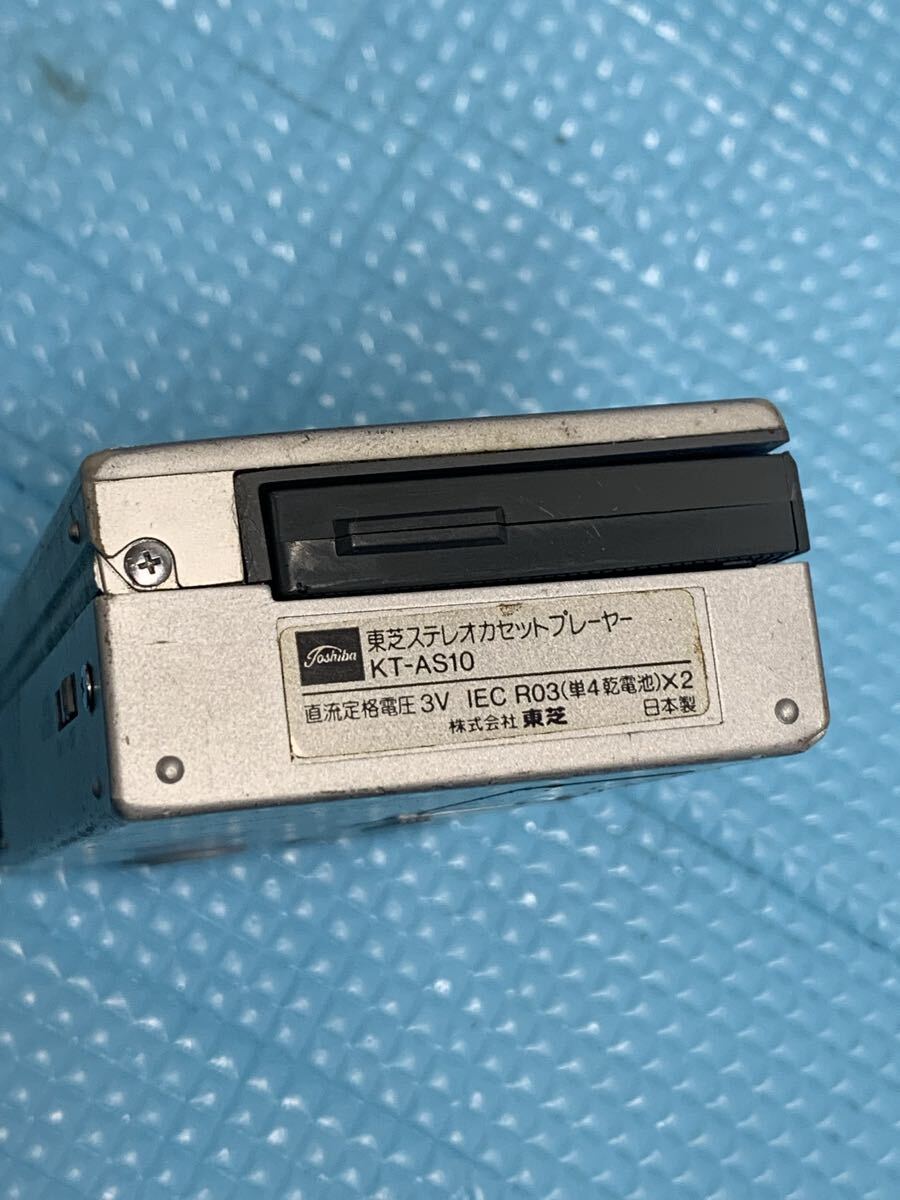 Toshiba
東芝ステレオカセットプレーヤー
KT-AS10
直流定格電圧 3V IEC R03(単4乾電池)×2
株式会社 東芝 日本製